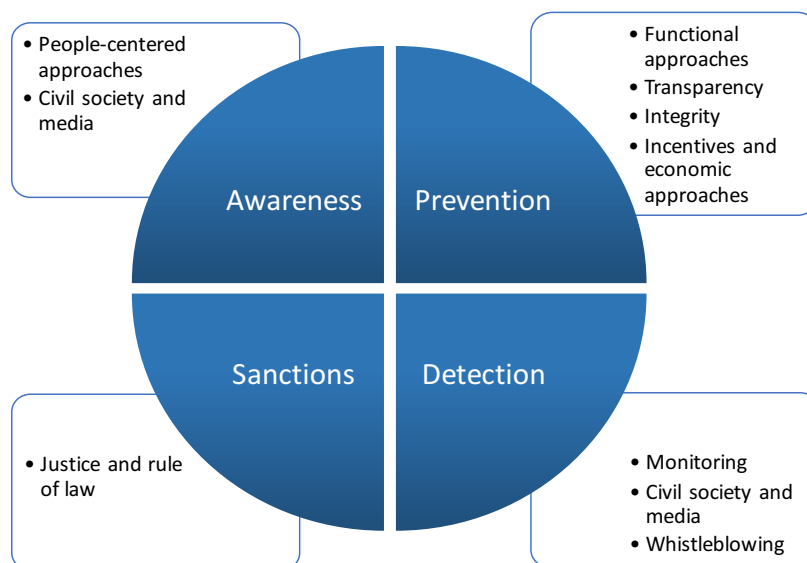 • People-centered
approaches
• Civil society and
media
• Functional
approaches
• Transparency
• Integrity
• Incentives and
economic
approaches
Awareness
Prevention
Sanctions
Detection
• Justice and rule
of law
• Monitoring
• Civil society and
media
• Whistleblowing